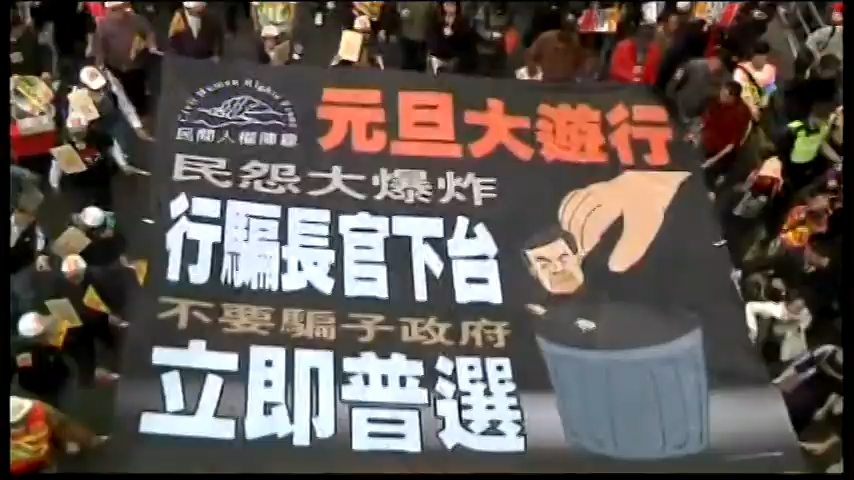 Civil Human Rights Front
民間人權陣線
元旦大遊行
民怨大爆炸
行騙長官下台
不要騙子政府
立即普選